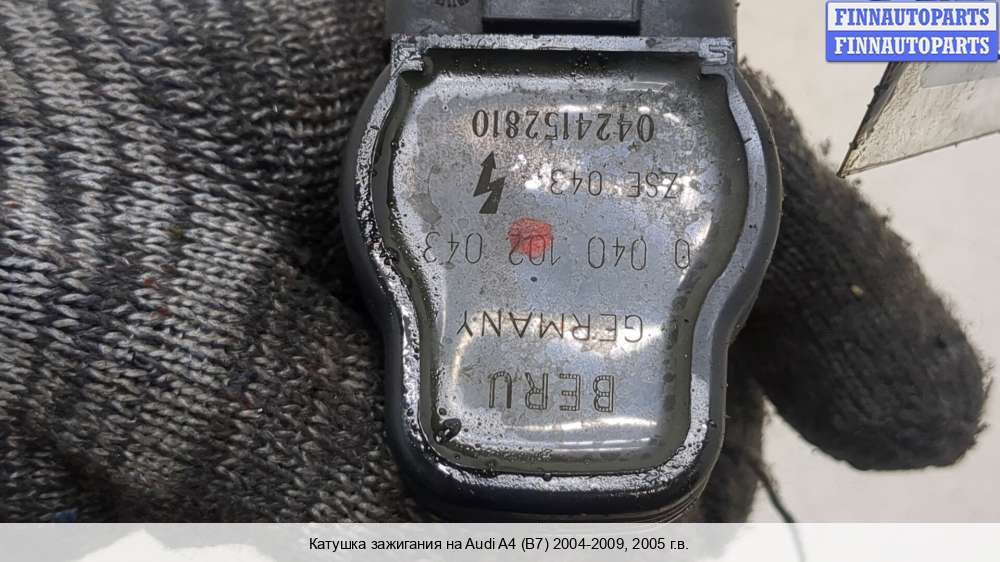 FINNAUTOPARTS
FINNAUTOPARTS
BERU
GERMANY
0 040 102 043
ZSE 043
0424152810
Катушка зажигания на Audi A4 (B7) 2004-2009, 2005 г.в.